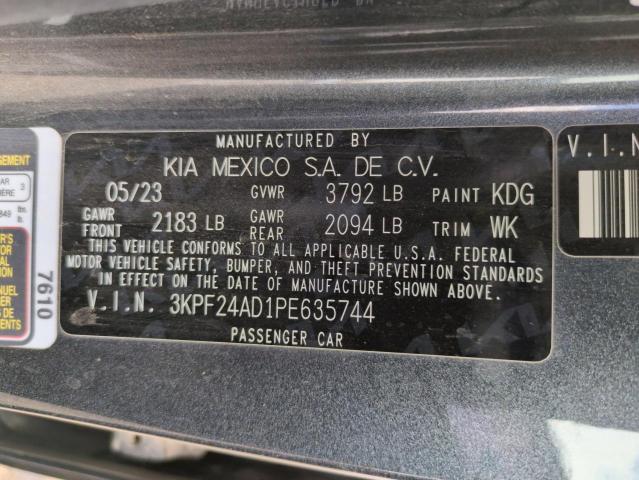 MANUFACTURED BY
KIA MEXICO S.A. DE C.V.
05/23 GVWR 3792 LB PAINT KDG
GAWR FRONT 2183 LB GAWR REAR 2094 LB TRIM WK
THIS VEHICLE CONFORMS TO ALL APPLICABLE U.S.A. FEDERAL
MOTOR VEHICLE SAFETY, BUMPER, AND THEFT PREVENTION STANDARDS
IN EFFECT ON THE DATE OF MANUFACTURE SHOWN ABOVE.
V.I.N. 3KPF24AD1PE635744
PASSENGER CAR
7610
V.I.N